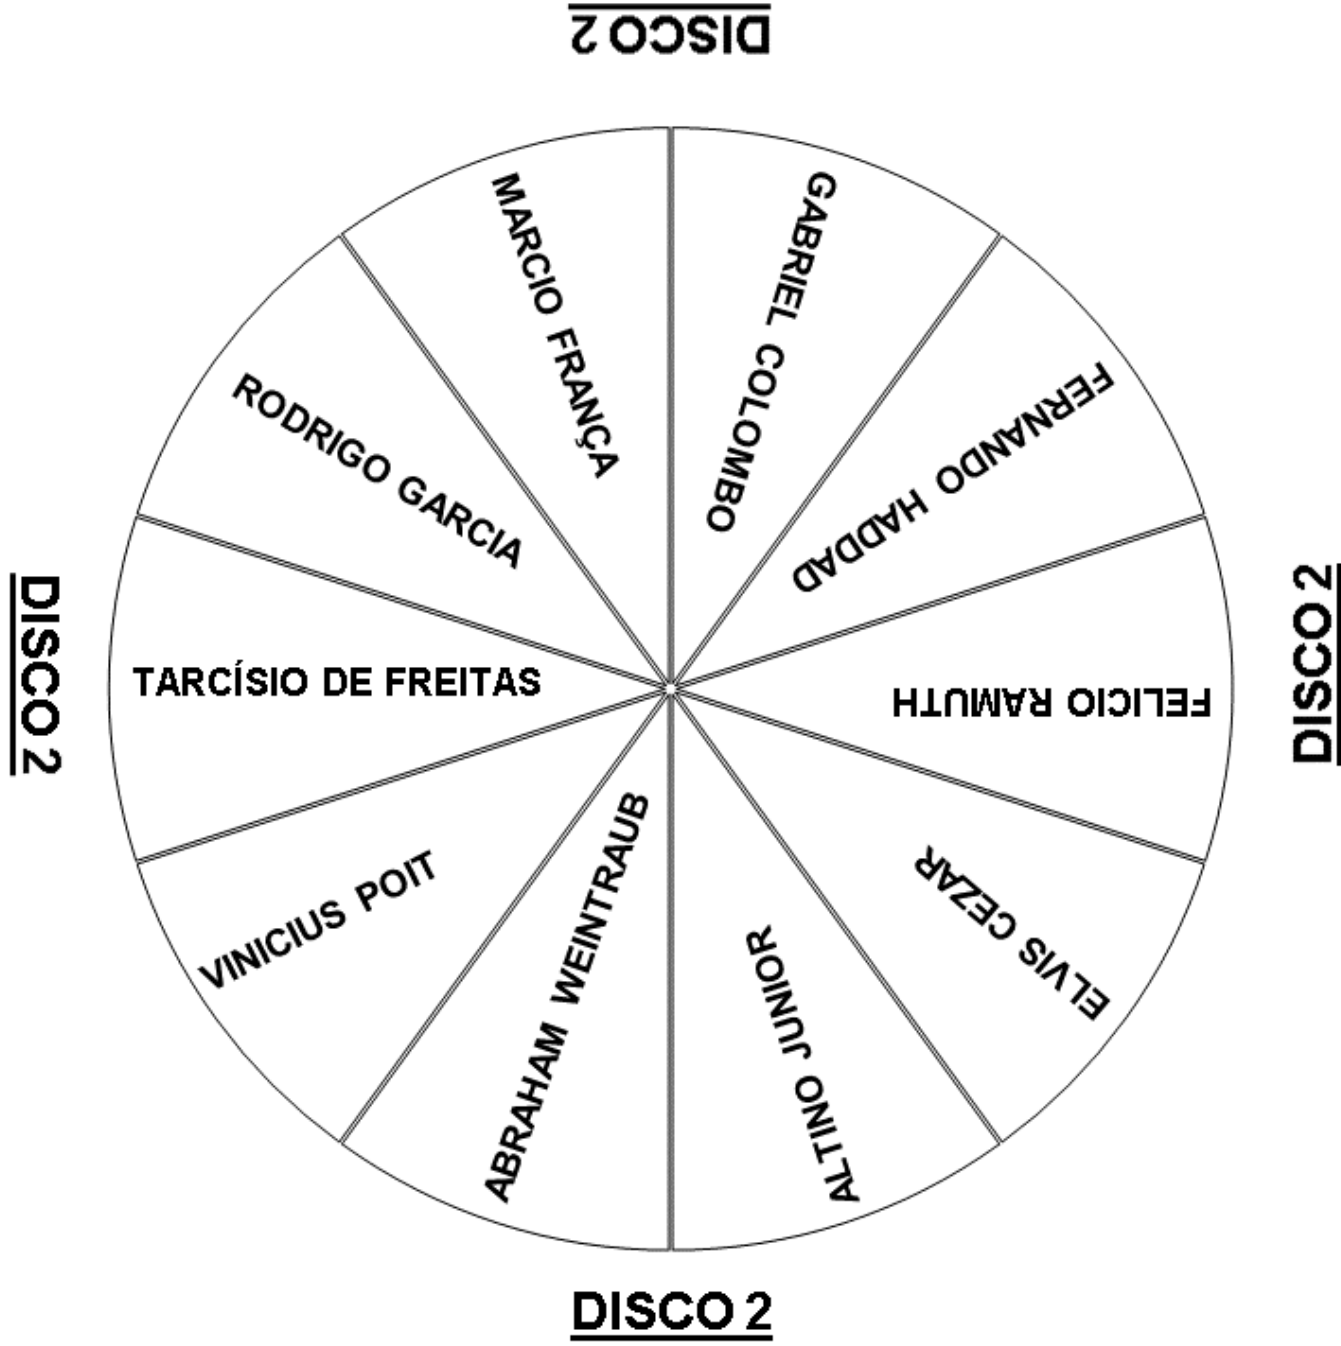 DISCO 2
GABRIEL COLOMBO
FERNANDO HADDAD
FELICIO RAMUTH
ELVIS CEZAR
ALTINO JUNIOR
ABRAHAM WEINTRAUB
VINICIUS POIT
TARCÍSIO DE FREITAS
RODRIGO GARCIA
MARCIO FRANÇA
DISCO 2
DISCO 2
DISCO 2